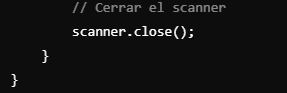 // Cerrar el scanner
scanner.close();
}
}